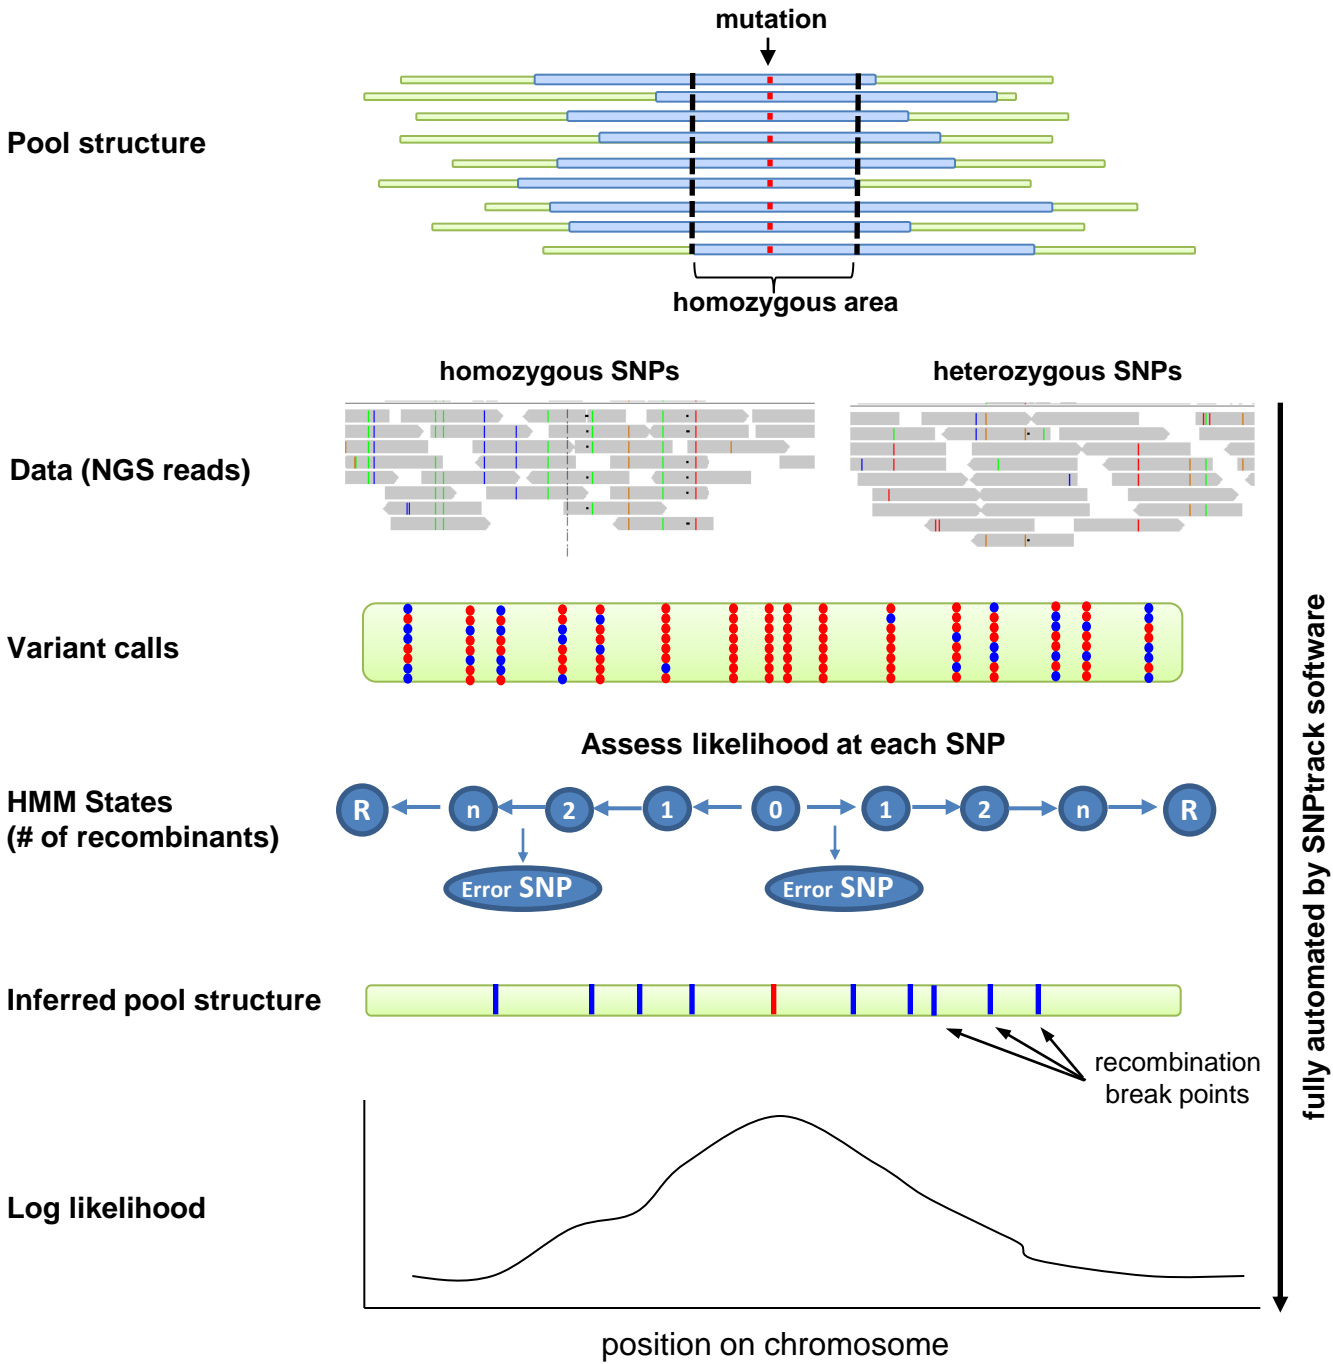 mutation
Pool structure
homozygous area
homozygous SNPs
heterozygous SNPs
Data (NGS reads)
Variant calls
Assess likelihood at each SNP
HMM States
(# of recombinants)
R n 2 1 0 1 2 n R
Error SNP
Error SNP
Inferred pool structure
recombination
break points
Log likelihood
position on chromosome
fully automated by SNPtrack software